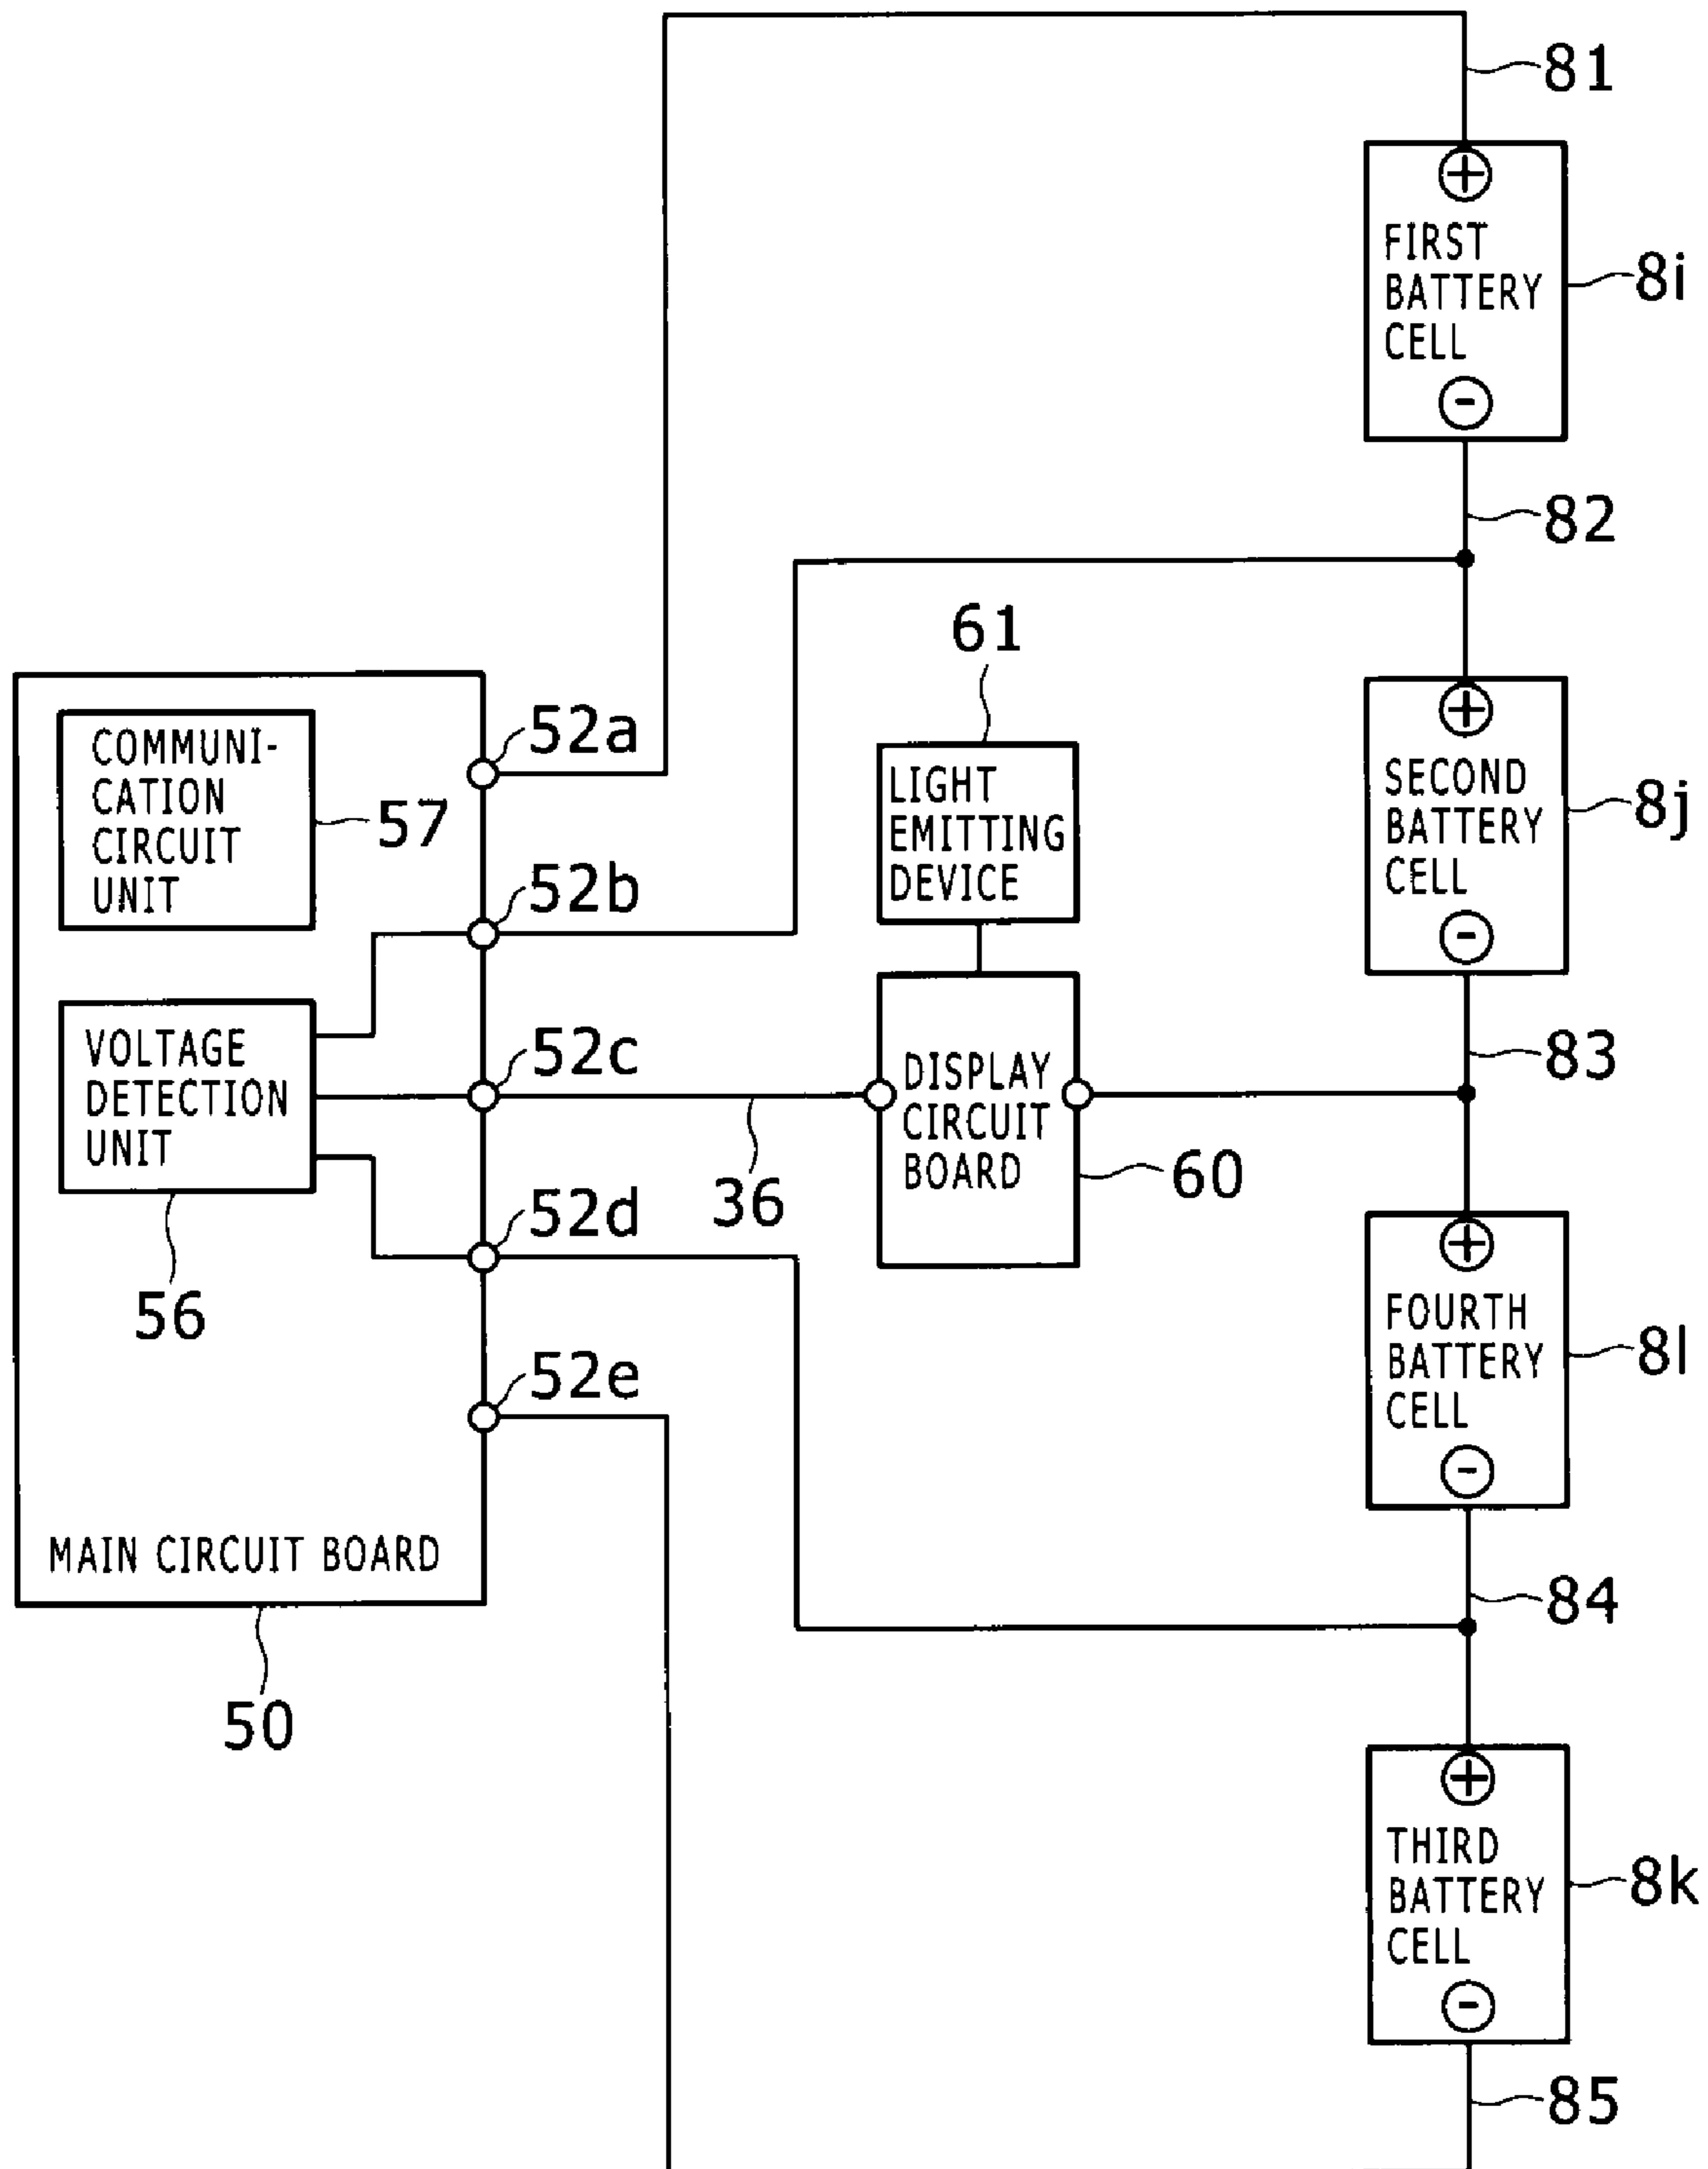 81
FIRST
BATTERY
CELL
8i
82
61
COMMUNI-
CATION
CIRCUIT
UNIT
57
52a
LIGHT
EMITTING
DEVICE
SECOND
BATTERY
CELL
8j
52b
VOLTAGE
DETECTION
UNIT
56
52c
36
DISPLAY
CIRCUIT
BOARD
60
83
52d
FOURTH
BATTERY
CELL
8l
52e
MAIN CIRCUIT BOARD
50
84
THIRD
BATTERY
CELL
8k
85